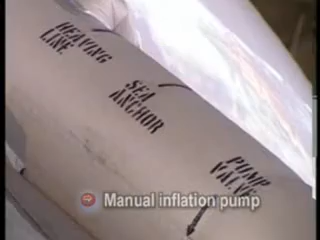 HEAVING
LINE
SEA
ANCHOR
PUMP
VALVE
Manual inflation pump